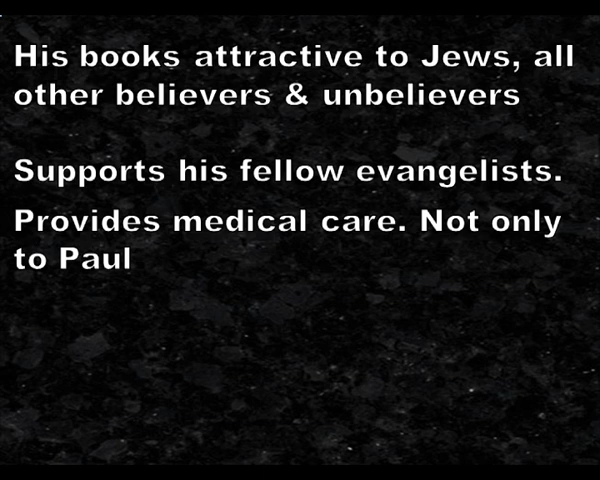 His books attractive to Jews, all
other believers & unbelievers
Supports his fellow evangelists.
Provides medical care. Not only
to Paul